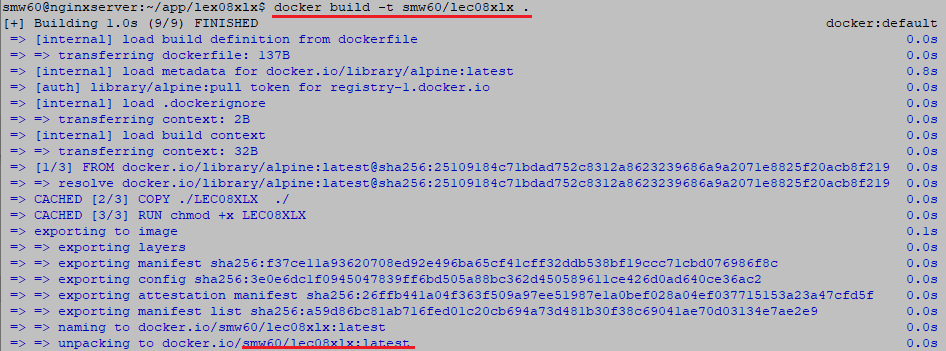 smw60@nginxserver:~/app/lex08xlx$ docker build -t smw60/lec08xlx .
[+] Building 1.0s (9/9) FINISHED docker:default
=> [internal] load build definition from dockerfile 0.0s
=> => transferring dockerfile: 137B 0.0s
=> [internal] load metadata for docker.io/library/alpine:latest 0.8s
=> [auth] library/alpine:pull token for registry-1.docker.io 0.0s
=> [internal] load .dockerignore 0.0s
=> => transferring context: 2B 0.0s
=> [internal] load build context 0.0s
=> => transferring context: 32B 0.0s
=> [1/3] FROM docker.io/library/alpine:latest@sha256:25109184c71bdad752c8312a8623239686a9a2071e8825f20acb8f219 0.0s
=> => resolve docker.io/library/alpine:latest@sha256:25109184c71bdad752c8312a8623239686a9a2071e8825f20acb8f219 0.0s
=> CACHED [2/3] COPY ./LEC08XLX ./ 0.0s
=> CACHED [3/3] RUN chmod +x LEC08XLX 0.0s
=> exporting to image 0.1s
=> => exporting layers 0.0s
=> => exporting manifest sha256:f37ce11a93620708ed92e496ba65cf41cff32ddb538bf19ccc71cbd076986f8c 0.0s
=> => exporting config sha256:3e0e6dc1f0945047839ff6bd505a88bc362d450589611ce426d0ad640ce36ac2 0.0s
=> => exporting attestation manifest sha256:26ffb441a04f363f509a97ee51987e1a0bef028a04ef037715153a23a47cfd5f 0.0s
=> => exporting manifest list sha256:a59d86bc81ab716fed01c20cb694a73d481b30f38c69041ae70d03134e7ae2e9 0.0s
=> => naming to docker.io/smw60/lec08xlx:latest 0.0s
=> => unpacking to docker.io/smw60/lec08xlx:latest 0.0s